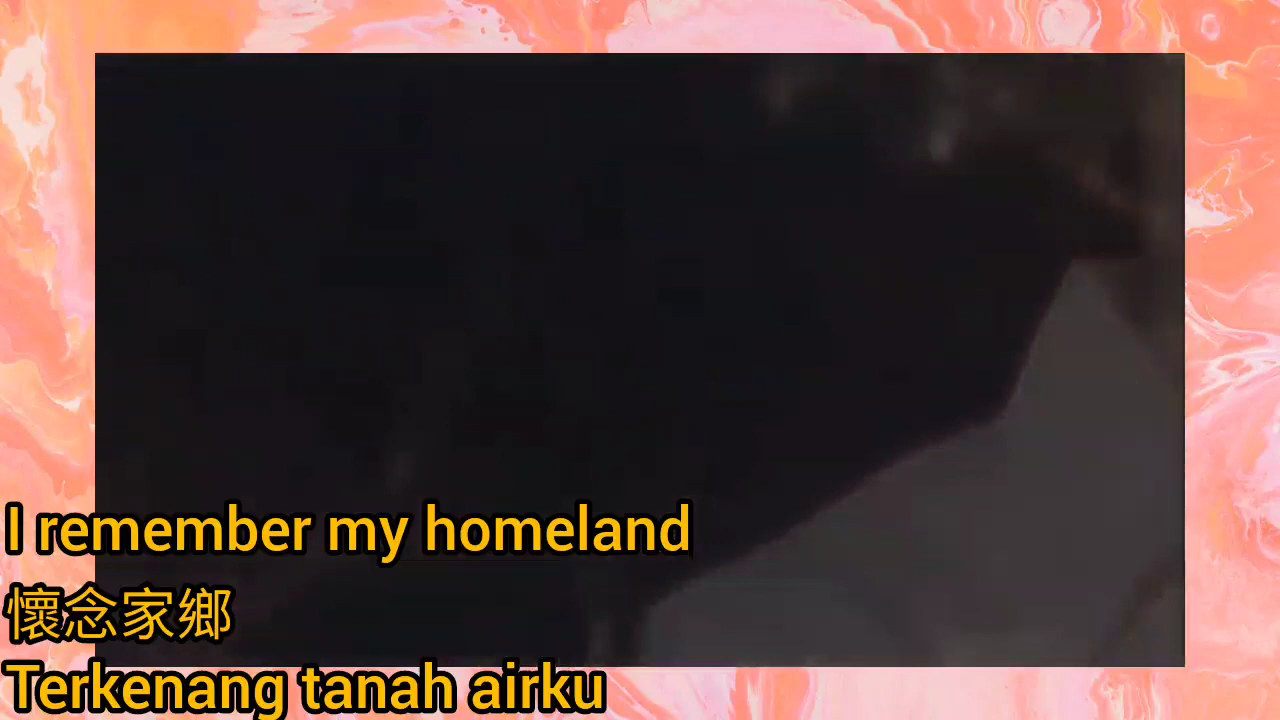 I remember my homeland
懷念家鄉
Terkenang tanah airku